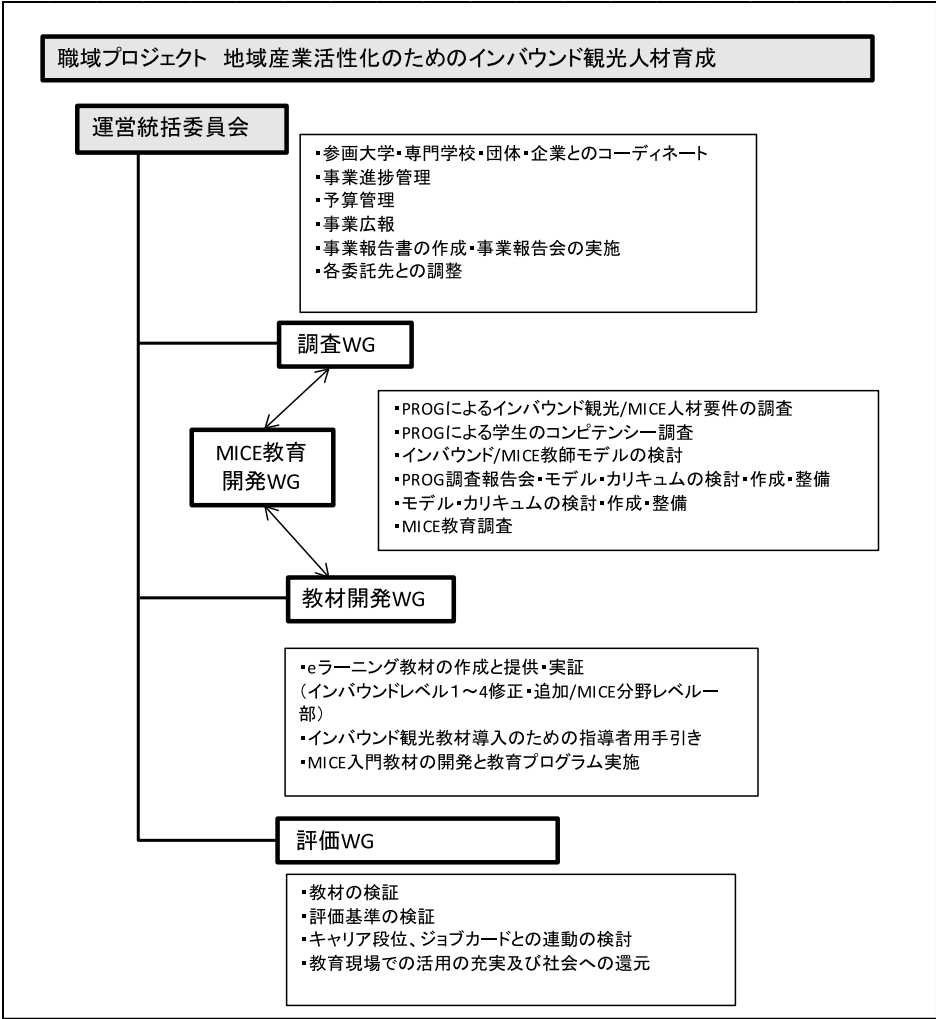 職域プロジェクト 地域産業活性化のためのインバウンド観光人材育成
運営統括委員会
・参画大学・専門学校・団体・企業とのコーディネート
・事業進捗管理
・予算管理
・事業広報
・事業報告書の作成・事業報告会の実施
・各委託先との調整
調査WG
・PROGによるインバウンド観光/MICE人材要件の調査
・PROGによる学生のコンピテンシー調査
・インバウンド/MICE教師モデルの検討
・PROG調査報告会・モデル・カリキュムの検討・作成・整備
・モデル・カリキュムの検討・作成・整備
・MICE教育調査
MICE教育
開発WG
教材開発WG
・eラーニング教材の作成と提供・実証
(インバウンドレベル1～4修正・追加/MICE分野レベル一
部)
・インバウンド観光教材導入のための指導者用手引き
・MICE入門教材の開発と教育プログラム実施
評価WG
・教材の検証
・評価基準の検証
・キャリア段位、ジョブカードとの連動の検討
・教育現場での活用の充実及び社会への還元